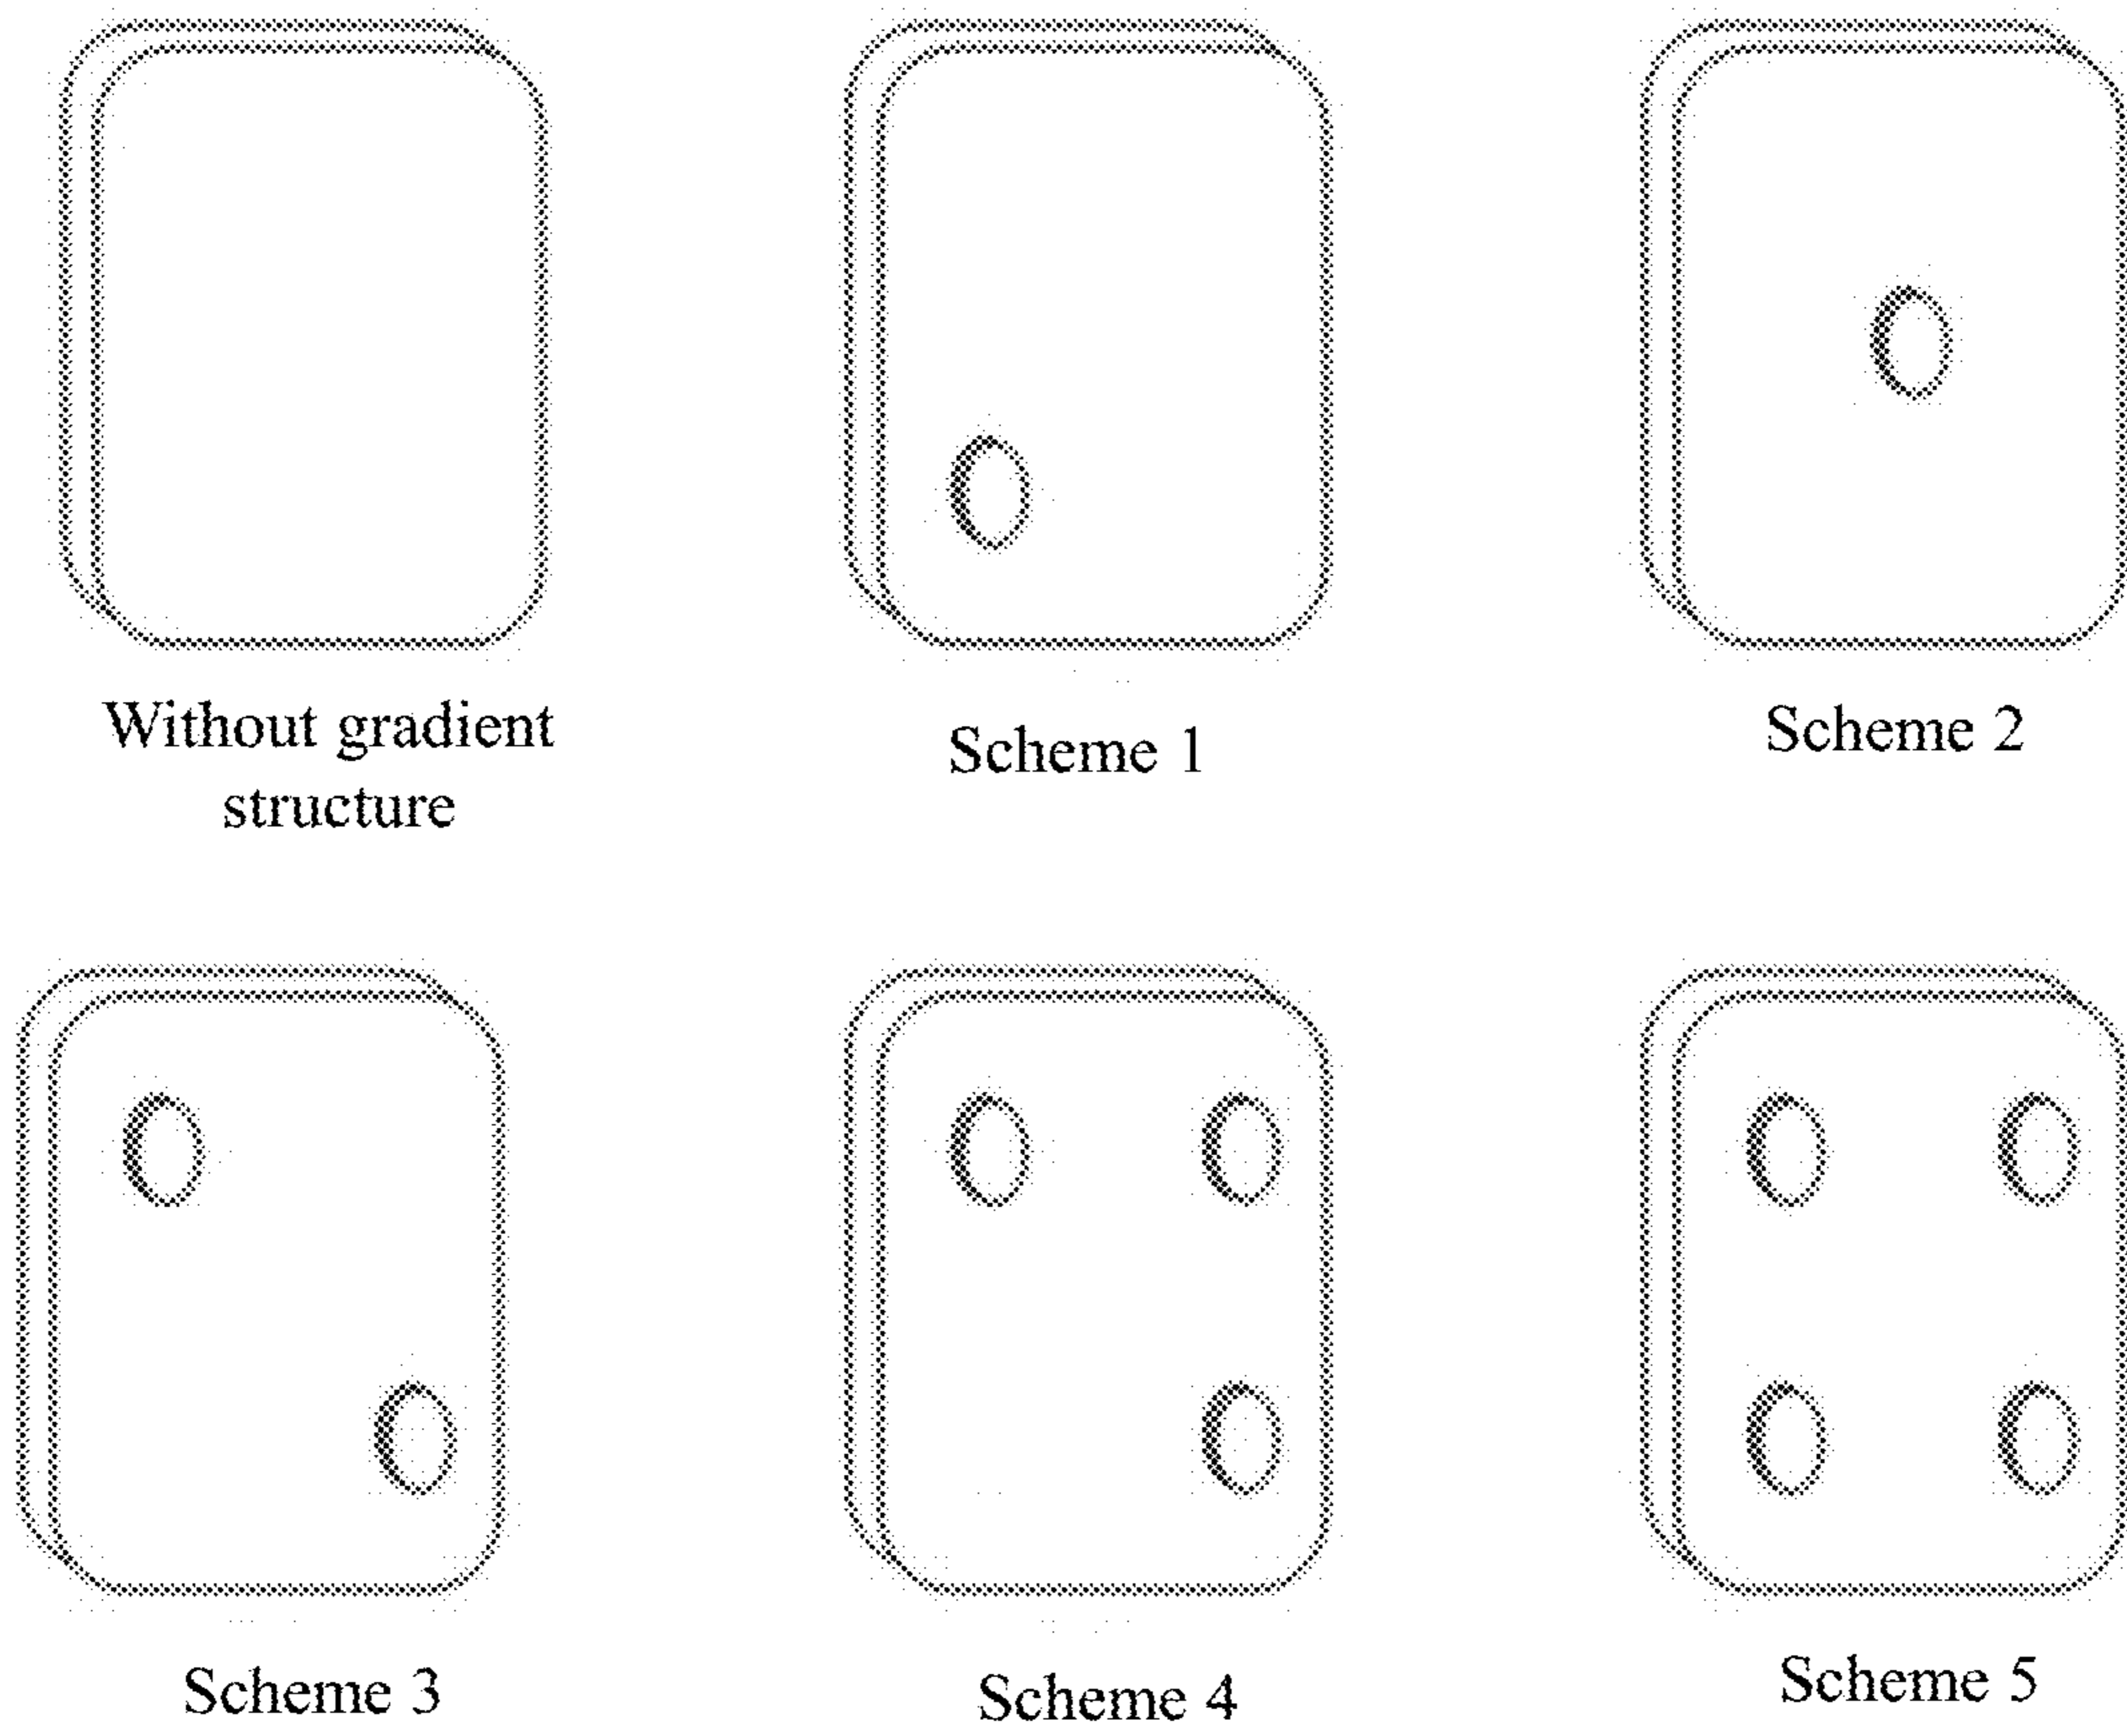 Without gradient
structure
Scheme 1
Scheme 2
Scheme 3
Scheme 4
Scheme 5